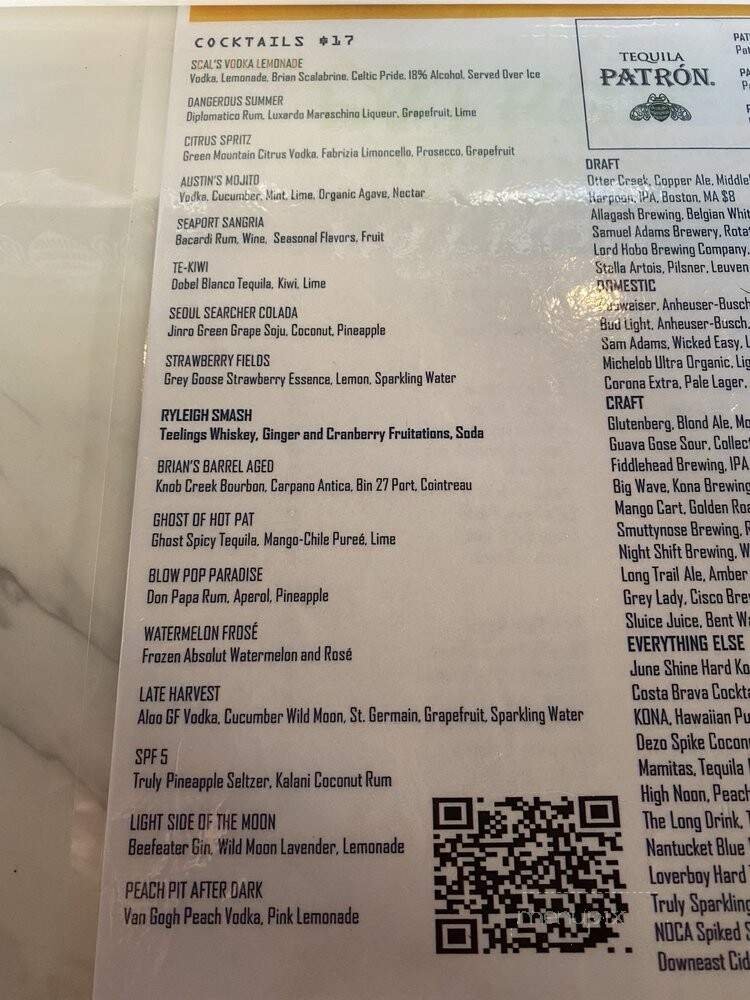 COCKTAILS $17
SCAL'S VODKA LEMONADE
Vodka, Lemonade, Brian Scalabrine, Celtic Pride, 18% Alcohol, Served Over Ice
DANGEROUS SUMMER
Diplomatico Rum, Luxardo Maraschino Liqueur, Grapefruit, Lime
CITRUS SPRITZ
Green Mountain Citrus Vodka, Fabrizia Limoncello, Prosecco, Grapefruit
AUSTIN'S MOJITO
Vodka, Cucumber, Mint, Lime, Organic Agave, Nectar
SEAPORT SANGRIA
Bacardi Rum, Wine, Seasonal Flavors, Fruit
TE-KIWI
Dobel Blanco Tequila, Kiwi, Lime
SEOUL SEARCHER COLADA
Jinro Green Grape Soju, Coconut, Pineapple
STRAWBERRY FIELDS
Grey Goose Strawberry Essence, Lemon, Sparkling Water
RYLEIGH SMASH
Teelings Whiskey, Ginger and Cranberry Fruitations, Soda
BRIAN'S BARREL AGED
Knob Creek Bourbon, Carpano Antica, Bin 27 Port, Cointreau
GHOST OF HOT PAT
Ghost Spicy Tequila, Mango-Chile Pureé, Lime
BLOW POP PARADISE
Don Papa Rum, Aperol, Pineapple
WATERMELON FROSÉ
Frozen Absolut Watermelon and Rosé
LATE HARVEST
Aloo GF Vodka, Cucumber Wild Moon, St. Germain, Grapefruit, Sparkling Water
SPF 5
Truly Pineapple Seltzer, Kalani Coconut Rum
LIGHT SIDE OF THE MOON
Beefeater Gin, Wild Moon Lavender, Lemonade
PEACH PIT AFTER DARK
Van Gogh Peach Vodka, Pink Lemonade
TEQUILA
PATRÓN.
DRAFT
Otter Creek, Copper Ale,
Harpoon, IPA, Boston, MA $8
Allagash Brewing, Belgian
Samuel Adams Brewery,
Lord Hobo Brewing Company,
Stella Artois, Pilsner, Leuven
DOMESTIC
Anheuser-Busch
Bud Light, Anheuser-Busch,
Sam Adams, Wicked Easy,
Michelob Ultra Organic,
Corona Extra, Pale Lager,
CRAFT
Glutenberg, Blond Ale,
Guava Gose Sour,
Fiddlehead Brewing, IPA
Big Wave, Kona Brewing
Mango Cart, Golden
Smuttynose Brewing,
Night Shift Brewing,
Long Trail Ale, Amber
Grey Lady, Cisco
Sluice Juice, Bent
EVERYTHING ELSE
June Shine Hard
Costa Brava
KONA, Hawaiian
Dezo Spike
Mamitas, Tequila
High Noon, Peach
The Long Drink,
Nantucket Blue
Loverboy Hard
Truly Sparkling
NOCA Spiked
Downeast